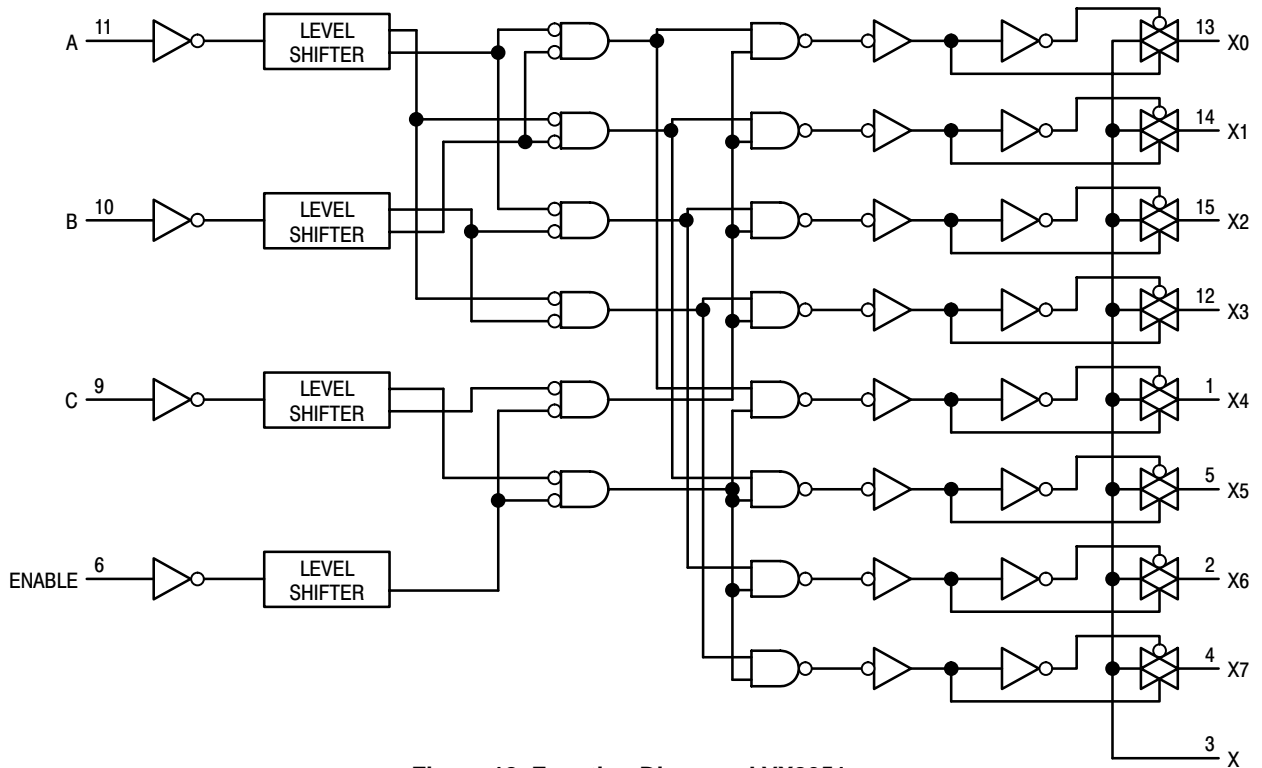 A 11 LEVEL SHIFTER 13 X0
14 X1
B 10 LEVEL SHIFTER 15 X2
12 X3
C 9 LEVEL SHIFTER 1 X4
5 X5
ENABLE 6 LEVEL SHIFTER 2 X6
4 X7
3 X